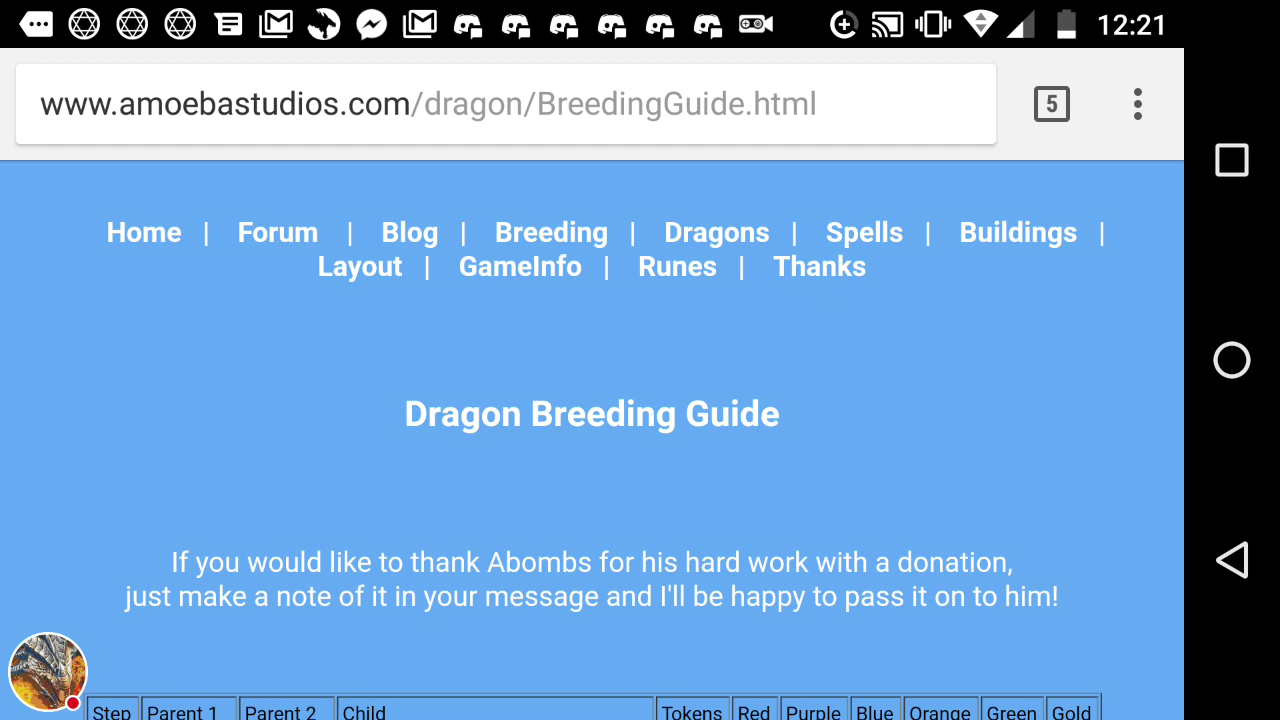 12:21
www.amoebastudios.com/dragon/BreedingGuide.html
5
Home | Forum | Blog | Breeding | Dragons | Spells | Buildings |
Layout | GameInfo | Runes | Thanks
Dragon Breeding Guide
If you would like to thank Abombs for his hard work with a donation,
just make a note of it in your message and I'll be happy to pass it on to him!
Step Parent 1 Parent 2 Child Tokens Red Purple Blue Orange Green Gold